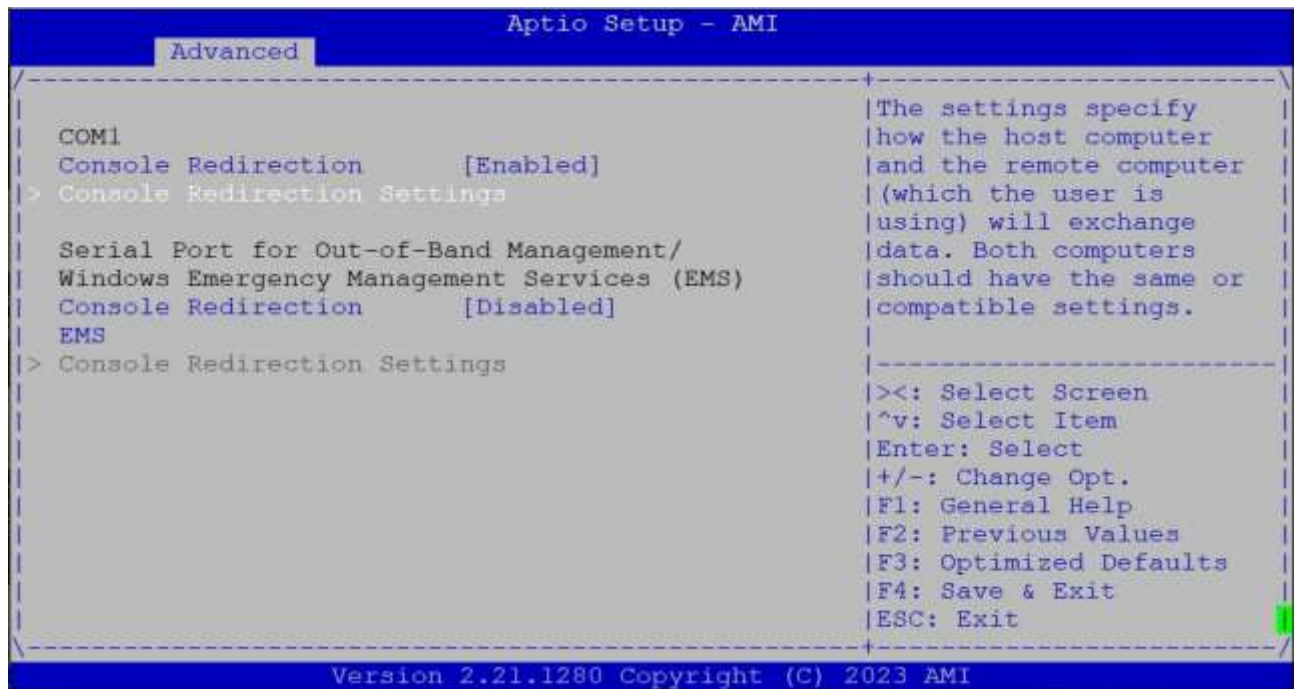 Aptio Setup - AMI
Advanced
COM1
Console Redirection [Enabled]
> Console Redirection Settings
Serial Port for Out-of-Band Management/
Windows Emergency Management Services (EMS)
Console Redirection [Disabled]
EMS
> Console Redirection Settings
The settings specify
how the host computer
and the remote computer
(which the user is
using) will exchange
data. Both computers
should have the same or
compatible settings.
><: Select Screen
^v: Select Item
Enter: Select
+/-: Change Opt.
F1: General Help
F2: Previous Values
F3: Optimized Defaults
F4: Save & Exit
ESC: Exit
Version 2.21.1280 Copyright (C) 2023 AMI